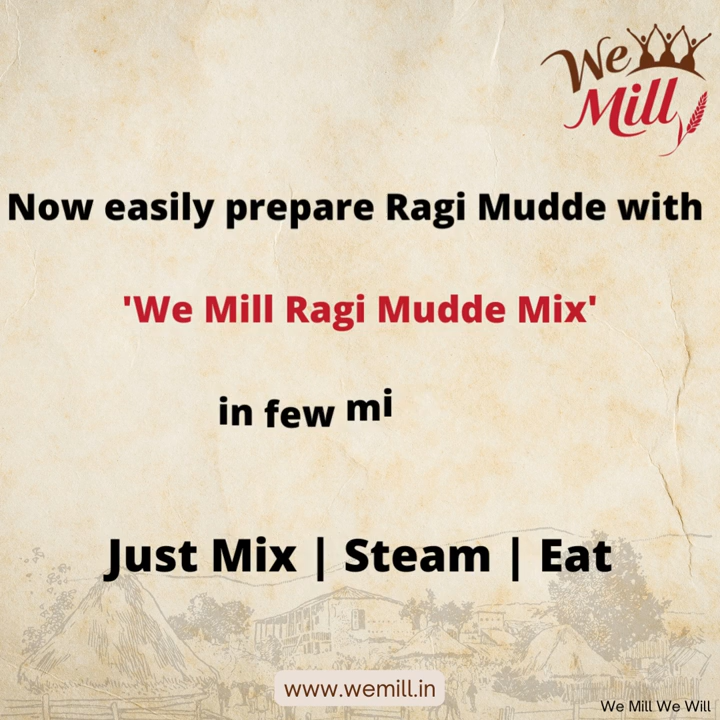 We
Mill
Now easily prepare Ragi Mudde with
'We Mill Ragi Mudde Mix'
in few mi
Just Mix | Steam | Eat
www.wemill.in
We Mill We Will